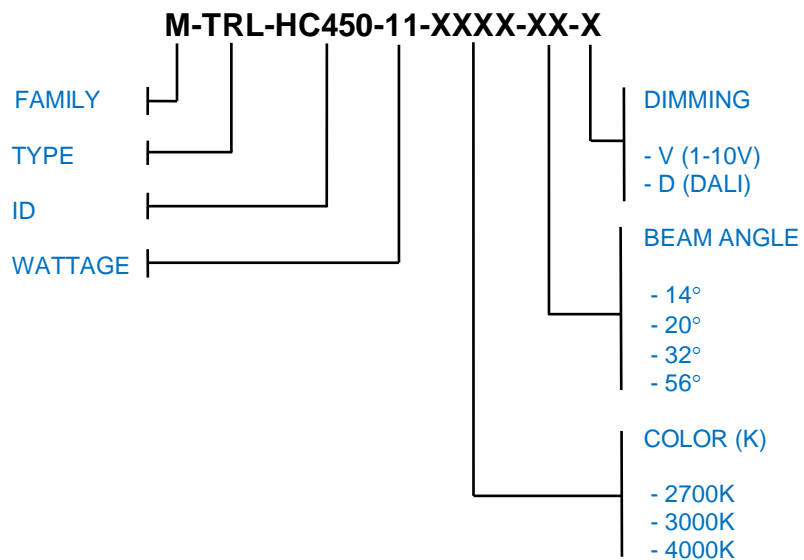 M-TRL-HC450-11-XXXX-XX-X
FAMILY
TYPE
ID
WATTAGE
DIMMING
- V (1-10V)
- D (DALI)
BEAM ANGLE
- 14°
- 20°
- 32°
- 56°
COLOR (K)
- 2700K
- 3000K
- 4000K